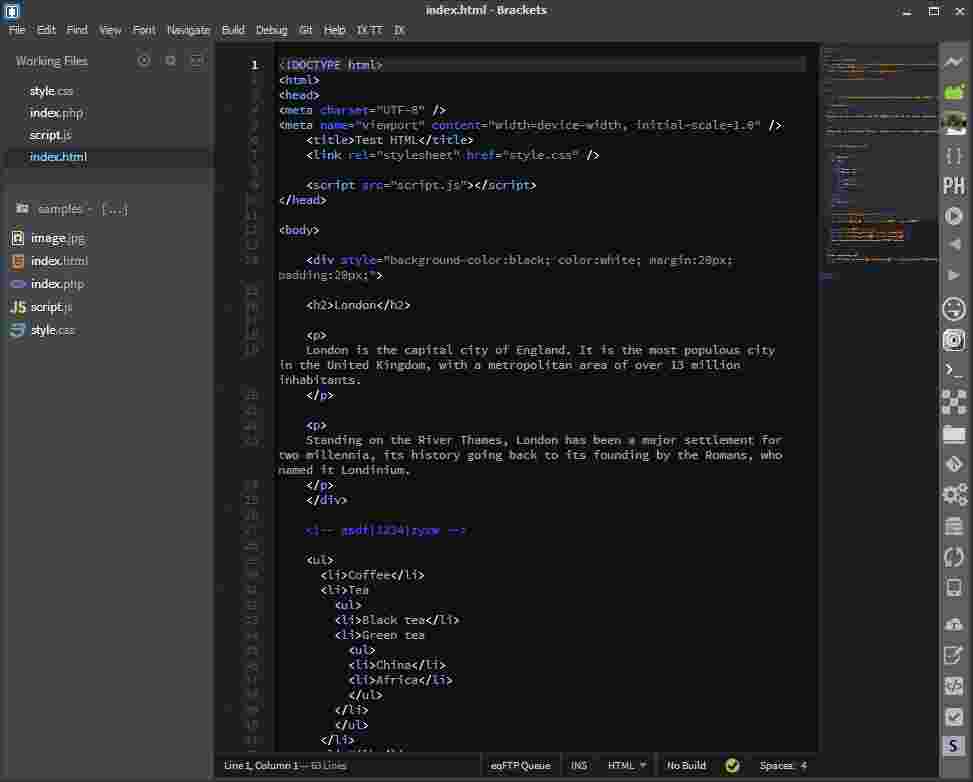 index.html - Brackets
File Edit Find View Font Navigate Build Debug Git Help IX-TT IX
Working Files
style.css
index.php
script.js
index.html
samples - [...]
image.jpg
index.html
index.php
script.js
style.css
1
<!DOCTYPE html>
<html>
<head>
<meta charset="UTF-8" />
<meta name="viewport" content="width=device-width, initial-scale=1.0" />
<title>Test HTML</title>
<link rel="stylesheet" href="style.css" />
<script src="script.js"></script>
</head>
<body>
<div style="background-color:black; color:white; margin:20px;
padding:20px;">
<h2>London</h2>
<p>
London is the capital city of England. It is the most populous city
in the United Kingdom, with a metropolitan area of over 13 million
inhabitants.
</p>
<p>
Standing on the River Thames, London has been a major settlement for
two millennia, its history going back to its founding by the Romans, who
named it Londinium.
</p>
</div>
<!-- asdf|1234|zyxw -->
<ul>
<li>Coffee</li>
<li>Tea
<ul>
<li>Black tea</li>
<li>Green tea
<ul>
<li>China</li>
<li>Africa</li>
</ul>
</li>
</ul>
</li>
PH
JS
S
Line 1, Column 1 — 63 Lines
eqFTP Queue
INS
HTML
No Build
Spaces: 4